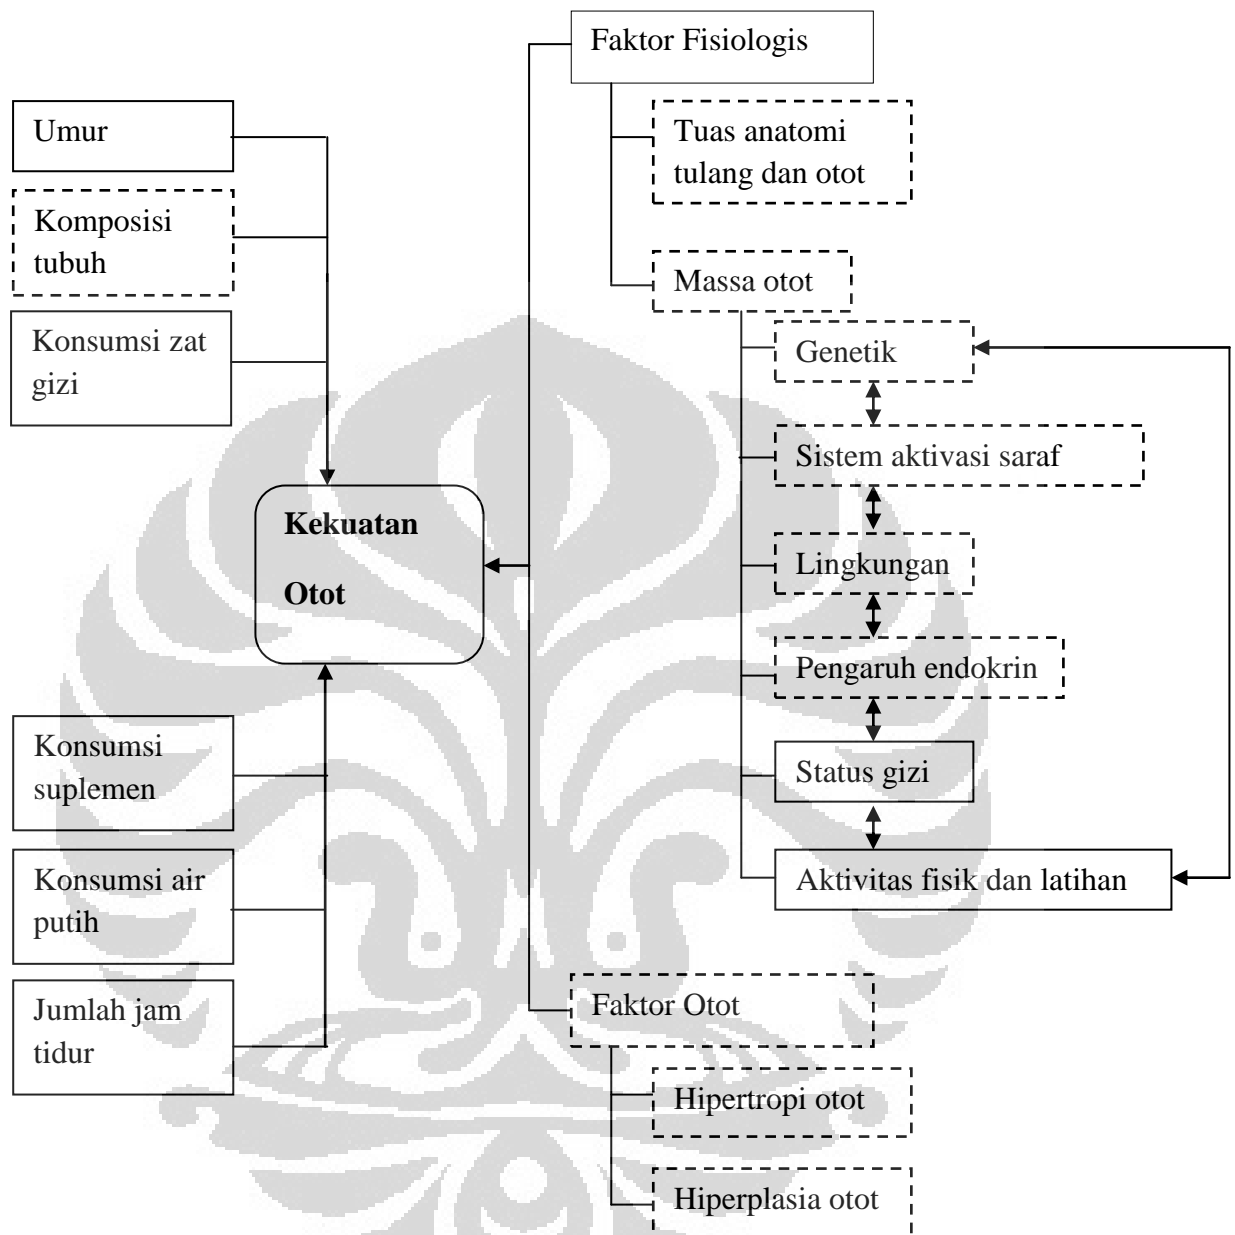 Faktor Fisiologis
Umur
Tuas anatomi
tulang dan otot
Komposisi
tubuh
Massa otot
Konsumsi zat
gizi
Genetik
Sistem aktivasi saraf
Kekuatan
Otot
Lingkungan
Pengaruh endokrin
Konsumsi
suplemen
Status gizi
Konsumsi air
putih
Aktivitas fisik dan latihan
Jumlah jam
tidur
Faktor Otot
Hipertropi otot
Hiperplasia otot